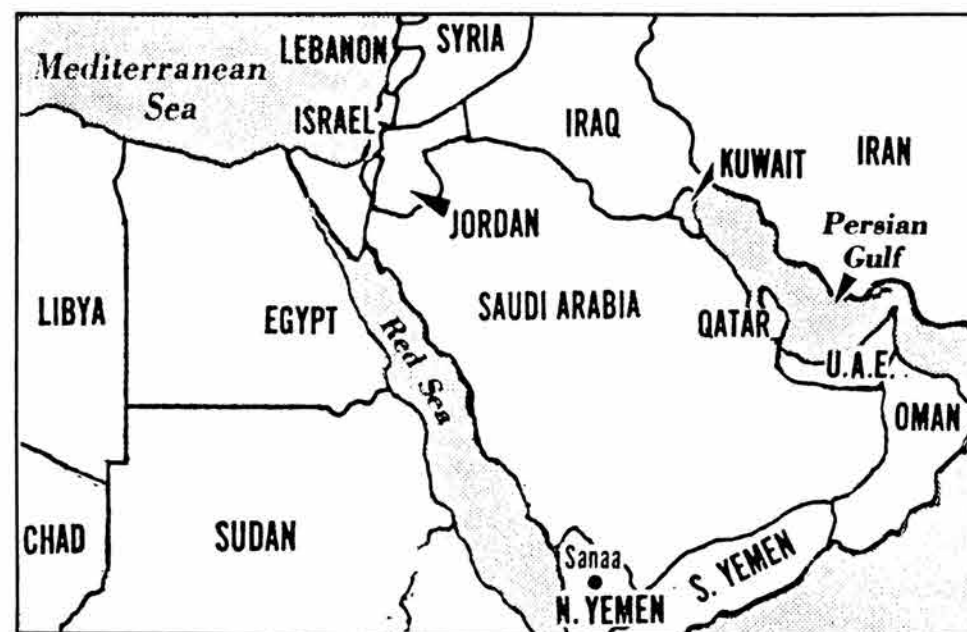 LEBANON
SYRIA
Mediterranean
Sea
ISRAEL
IRAQ
KUWAIT
IRAN
JORDAN
Persian
Gulf
LIBYA
EGYPT
SAUDI ARABIA
QATAR
Red Sea
U.A.E.
OMAN
CHAD
SUDAN
Sanaa
S. YEMEN
N. YEMEN